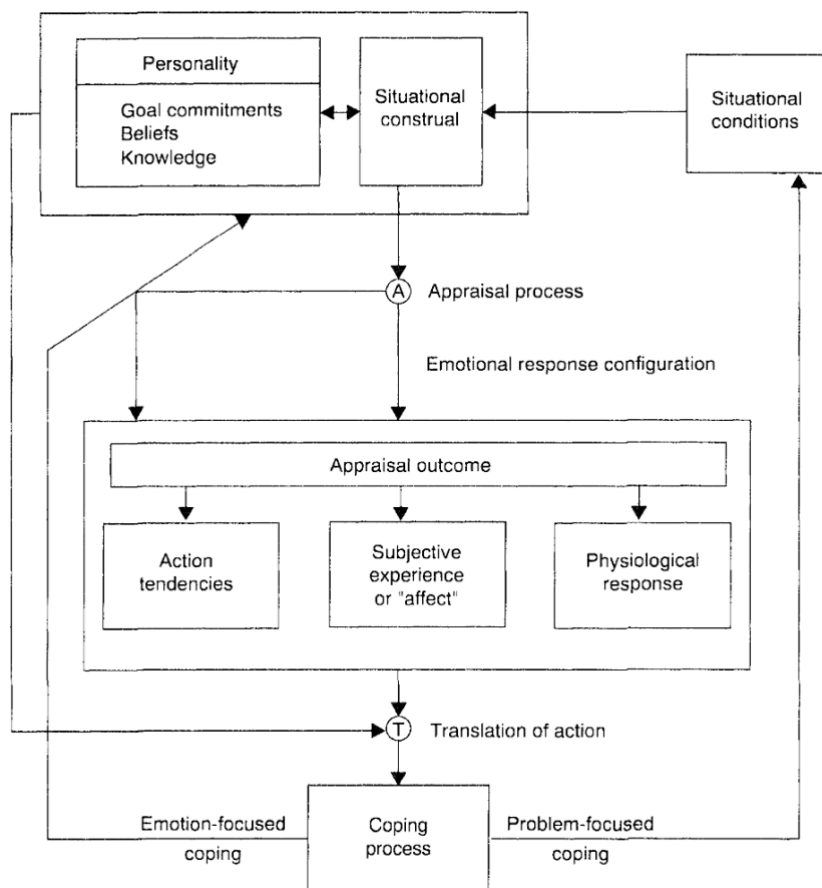 Personality
Goal commitments
Beliefs
Knowledge
Situational
construal
Situational
conditions
A
Appraisal process
Emotional response configuration
Appraisal outcome
Action
tendencies
Subjective
experience
or "affect"
Physiological
response
T
Translation of action
Emotion-focused
coping
Coping
process
Problem-focused
coping